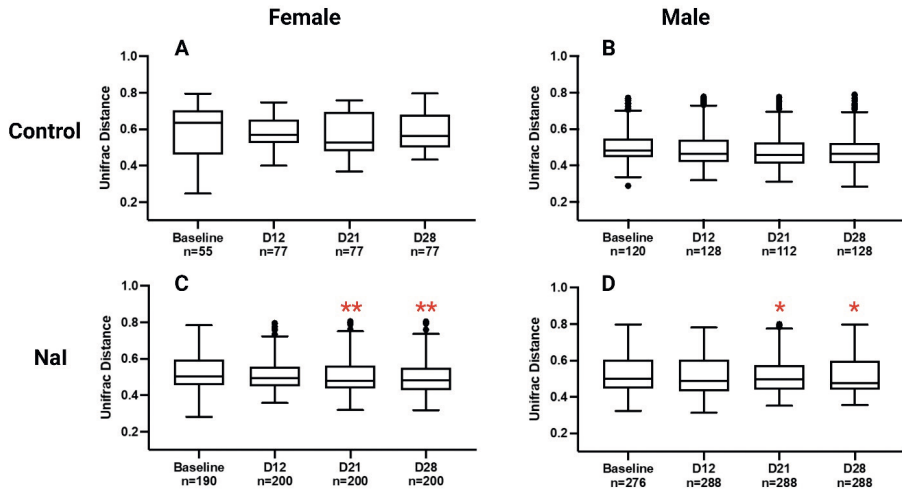 Female
Male
Control
A
Unifrac Distance
1.0
0.8
0.6
0.4
0.2
Baseline
n=55
D12
n=77
D21
n=77
D28
n=77
B
Unifrac Distance
1.0
0.8
0.6
0.4
0.2
Baseline
n=120
D12
n=128
D21
n=112
D28
n=128
NaI
C
Unifrac Distance
1.0
0.8
0.6
0.4
0.2
**
**
Baseline
n=190
D12
n=200
D21
n=200
D28
n=200
D
Unifrac Distance
1.0
0.8
0.6
0.4
0.2
*
*
Baseline
n=276
D12
n=288
D21
n=288
D28
n=288